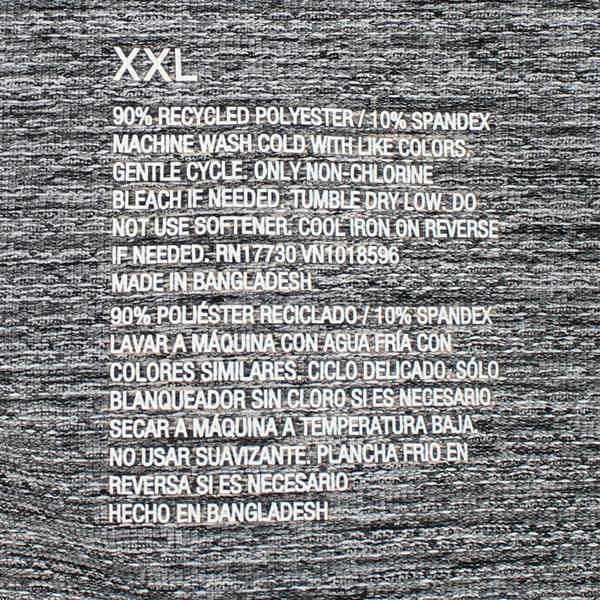 XXL
90% RECYCLED POLYESTER / 10% SPANDEX
MACHINE WASH COLD WITH LIKE COLORS,
GENTLE CYCLE. ONLY NON-CHLORINE
BLEACH IF NEEDED. TUMBLE DRY LOW. DO
NOT USE SOFTENER. COOL IRON ON REVERSE
IF NEEDED. RN17730 VN1018596
MADE IN BANGLADESH
90% POLIÉSTER RECICLADO / 10% SPANDEX
LAVAR A MÁQUINA CON AGUA FRÍA CON
COLORES SIMILARES. CICLO DELICADO. SÓLO
BLANQUEADOR SIN CLORO SI ES NECESARIO.
SECAR A MÁQUINA A TEMPERATURA BAJA.
NO USAR SUAVIZANTE. PLANCHA FRIO EN
REVERSA SI ES NECESARIO
HECHO EN BANGLADESH